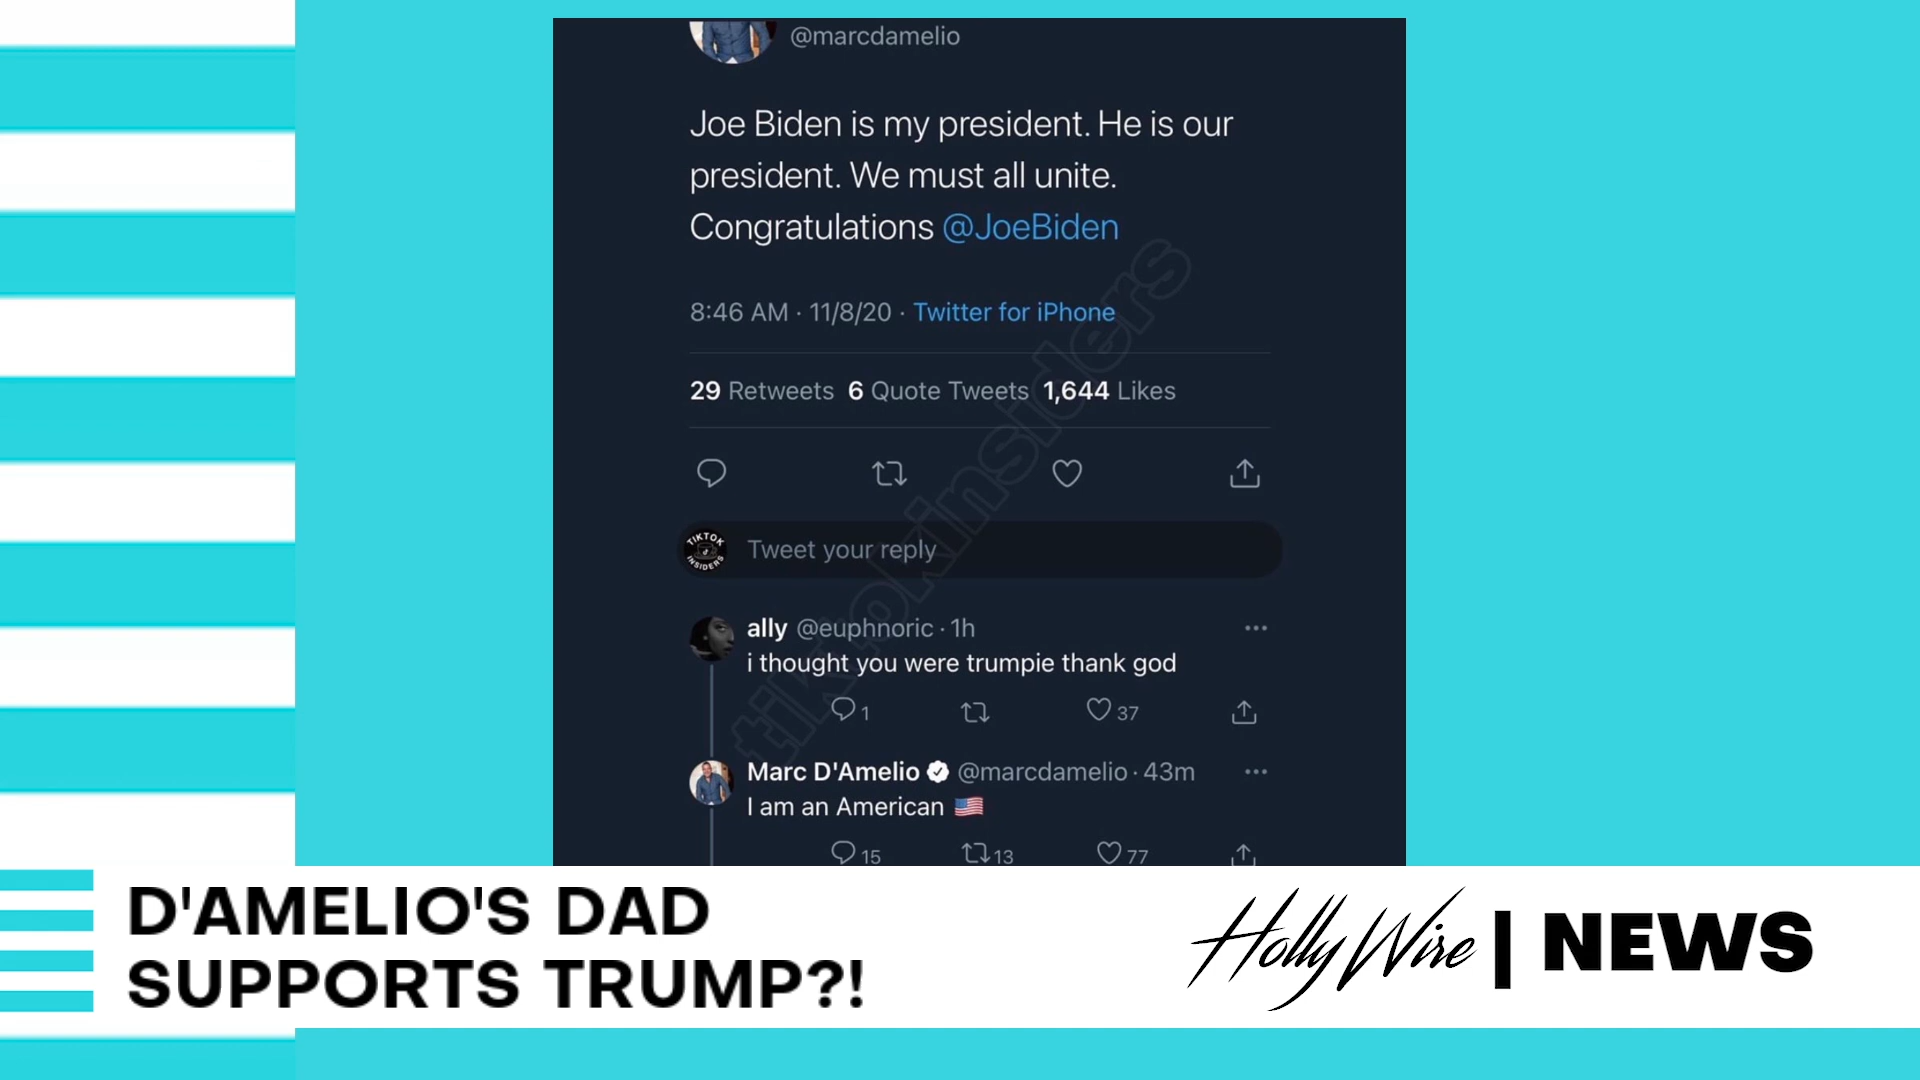 @marcdamelio
Joe Biden is my president. He is our
president. We must all unite.
Congratulations @JoeBiden
8:46 AM · 11/8/20 · Twitter for iPhone
29 Retweets 6 Quote Tweets 1,644 Likes
TIKTOK
INSIDERS
Tweet your reply
ally @euphnoric · 1h
i thought you were trumpie thank god
1 37
Marc D'Amelio @marcdamelio · 43m
I am an American 🇺🇸
15 13 77
tiktokinsiders
D'AMELIO'S DAD
SUPPORTS TRUMP?!
HollyWire | NEWS